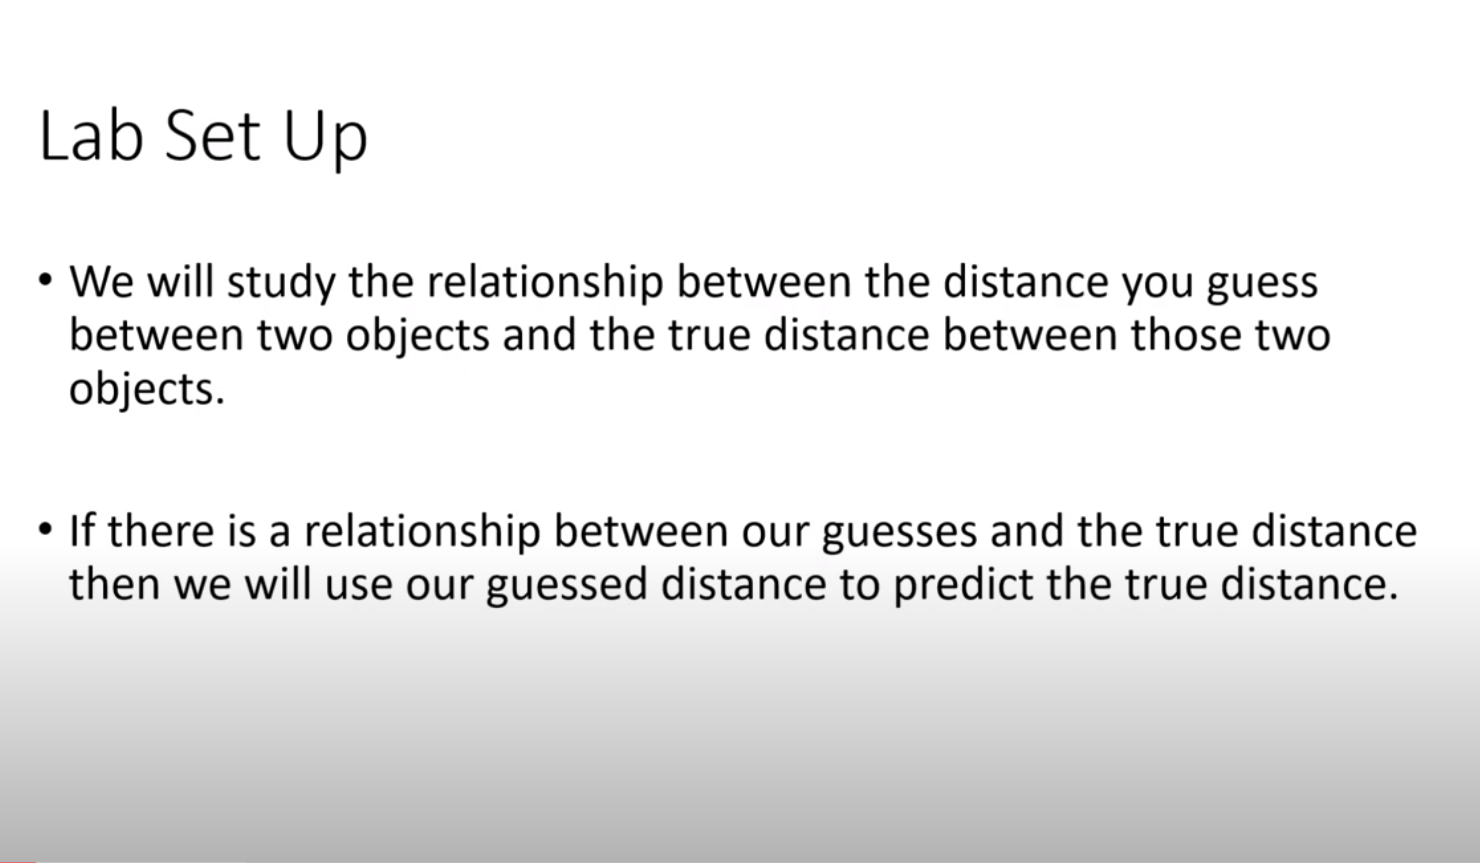 Lab Set Up
• We will study the relationship between the distance you guess
between two objects and the true distance between those two
objects.
• If there is a relationship between our guesses and the true distance
then we will use our guessed distance to predict the true distance.